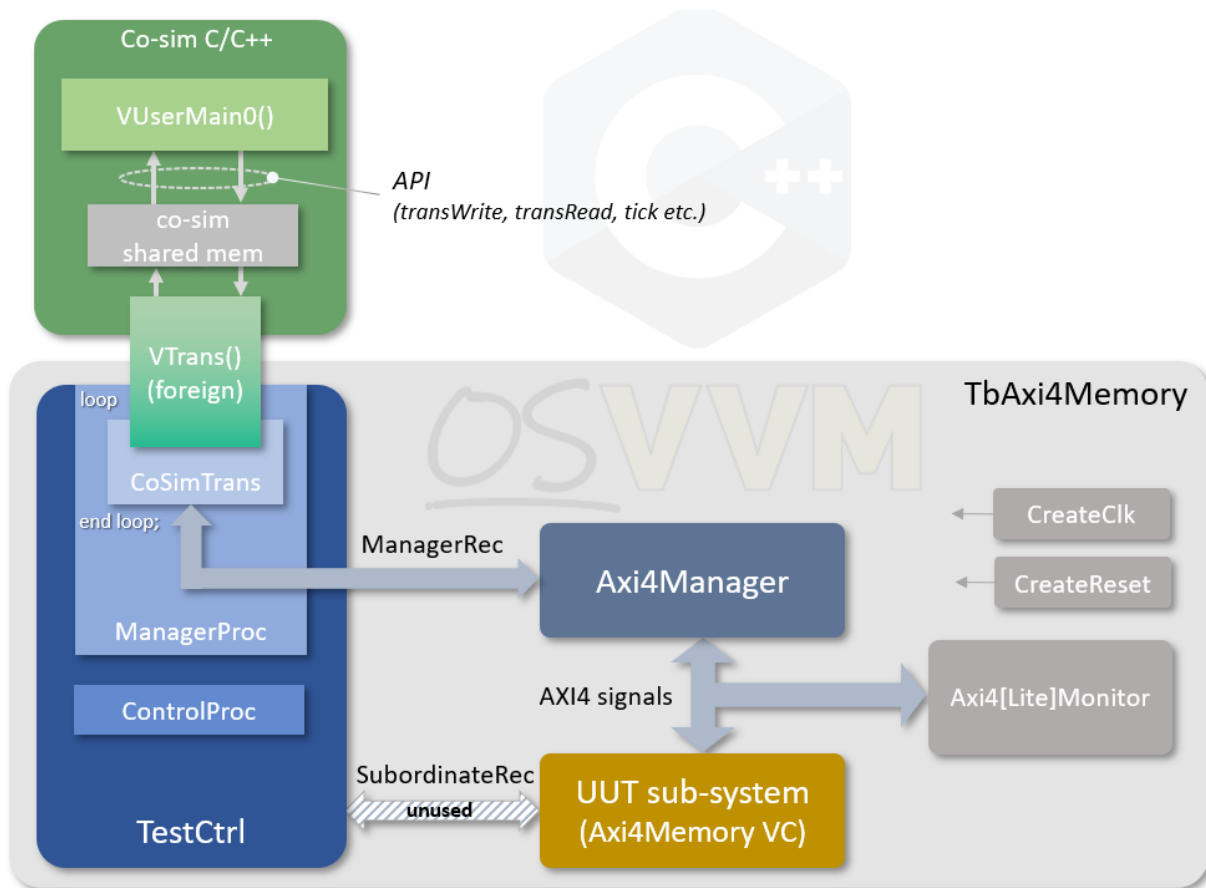 Co-sim C/C++
VUserMain0()
++
API
(transWrite, transRead, tick etc.)
co-sim
shared mem
VTrans()
(foreign)
loop
CoSimTrans
end loop;
ManagerProc
ControlProc
TestCtrl
OSVVM
TbAxi4Memory
CreateClk
CreateReset
ManagerRec
Axi4Manager
AXI4 signals
Axi4[Lite]Monitor
SubordinateRec
unused
UUT sub-system
(Axi4Memory VC)